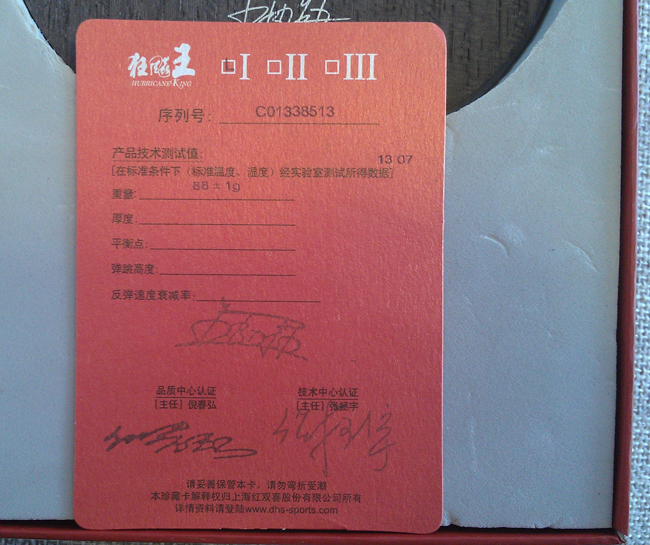 狂飚王 I II III
HURRICANE KING
序列号: C01338513
产品技术测试值: 13 07
[在标准条件下(标准温度、湿度)经实验室测试所得数据]
重量: 88 ± 1g
厚度:
平衡点:
弹跳高度:
反弹速度衰减率:
品质中心认证 技术中心认证
[主任] 倪春弘 [主任] 张毓宇
请妥善保管本卡,请勿弯折受潮
本珍藏卡解释权归上海红双喜股份有限公司所有
详情资料请登陆www.dhs-sports.com